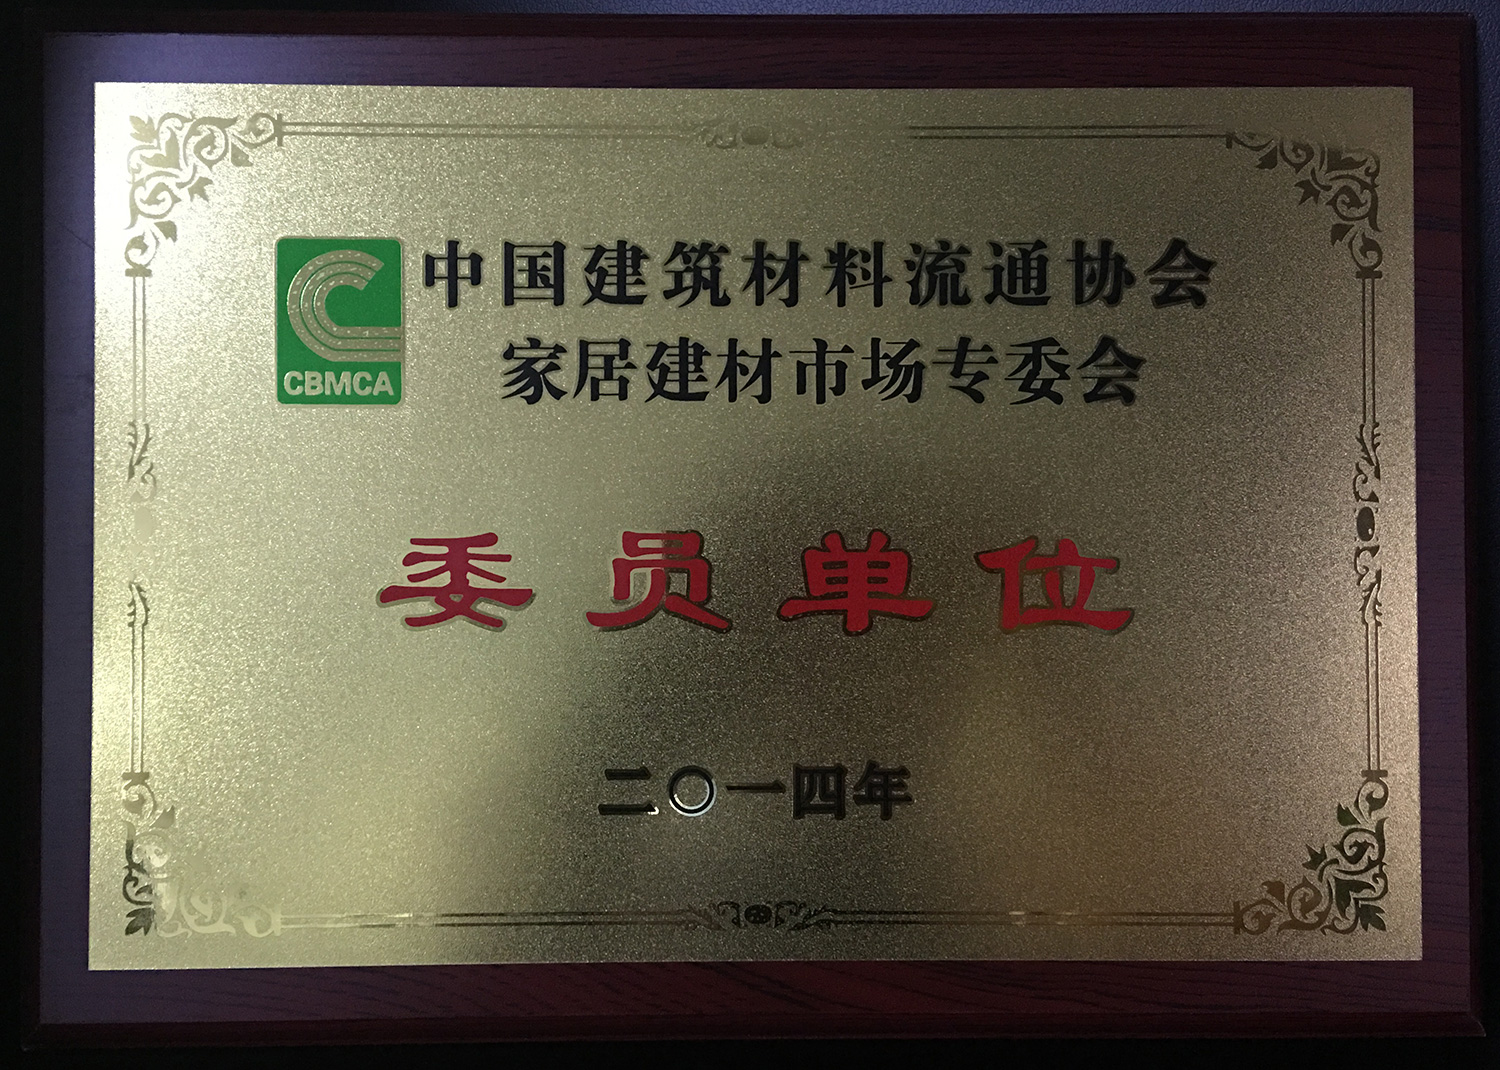 中国建筑材料流通协会
CBMCA
家居建材市场专委会
委员单位
二〇一四年